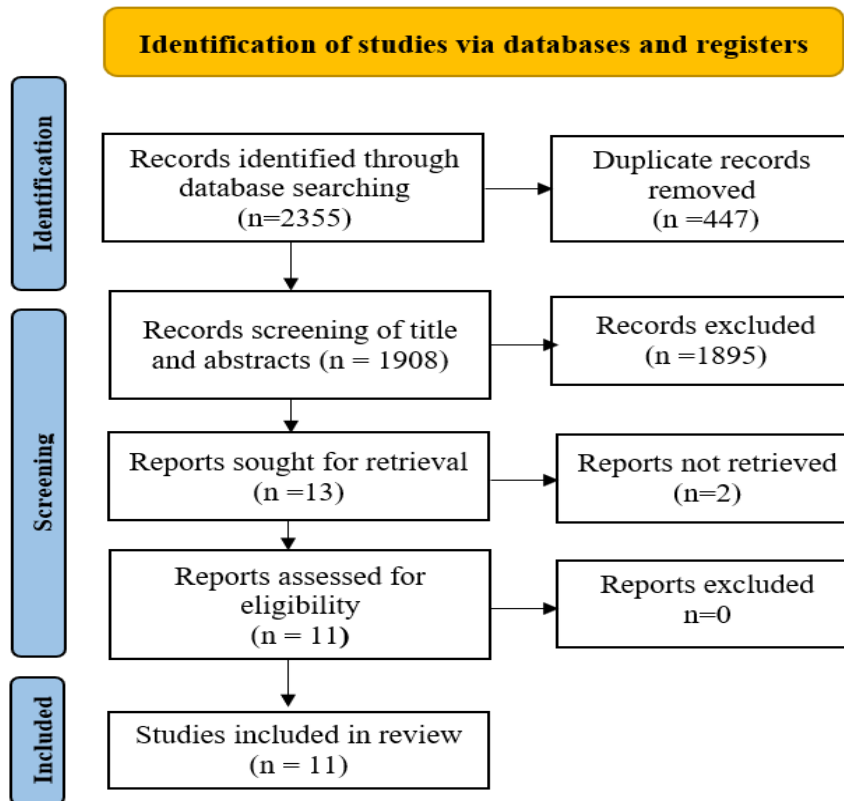 Identification of studies via databases and registers
Identification
Records identified through
database searching
(n=2355)
Duplicate records
removed
(n =447)
Screening
Records screening of title
and abstracts (n = 1908)
Records excluded
(n =1895)
Reports sought for retrieval
(n =13)
Reports not retrieved
(n=2)
Reports assessed for
eligibility
(n = 11)
Reports excluded
n=0
Included
Studies included in review
(n = 11)